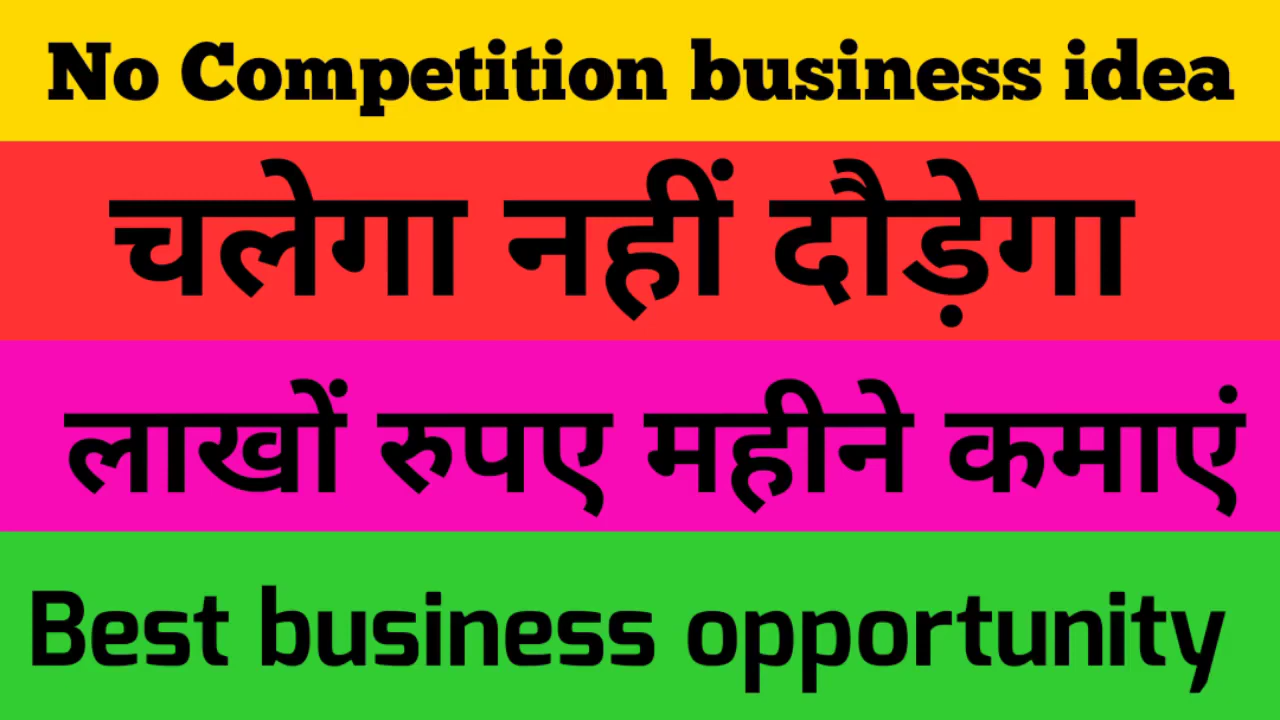 No Competition business idea
चलेगा नहीं दौड़ेगा
लाखों रुपए महीने कमाएं
Best business opportunity